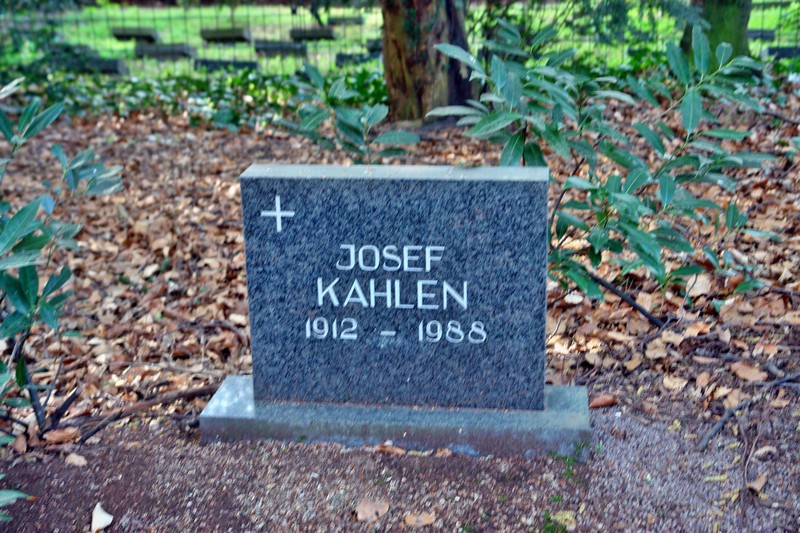 JOSEF
KAHLEN
1912 - 1988